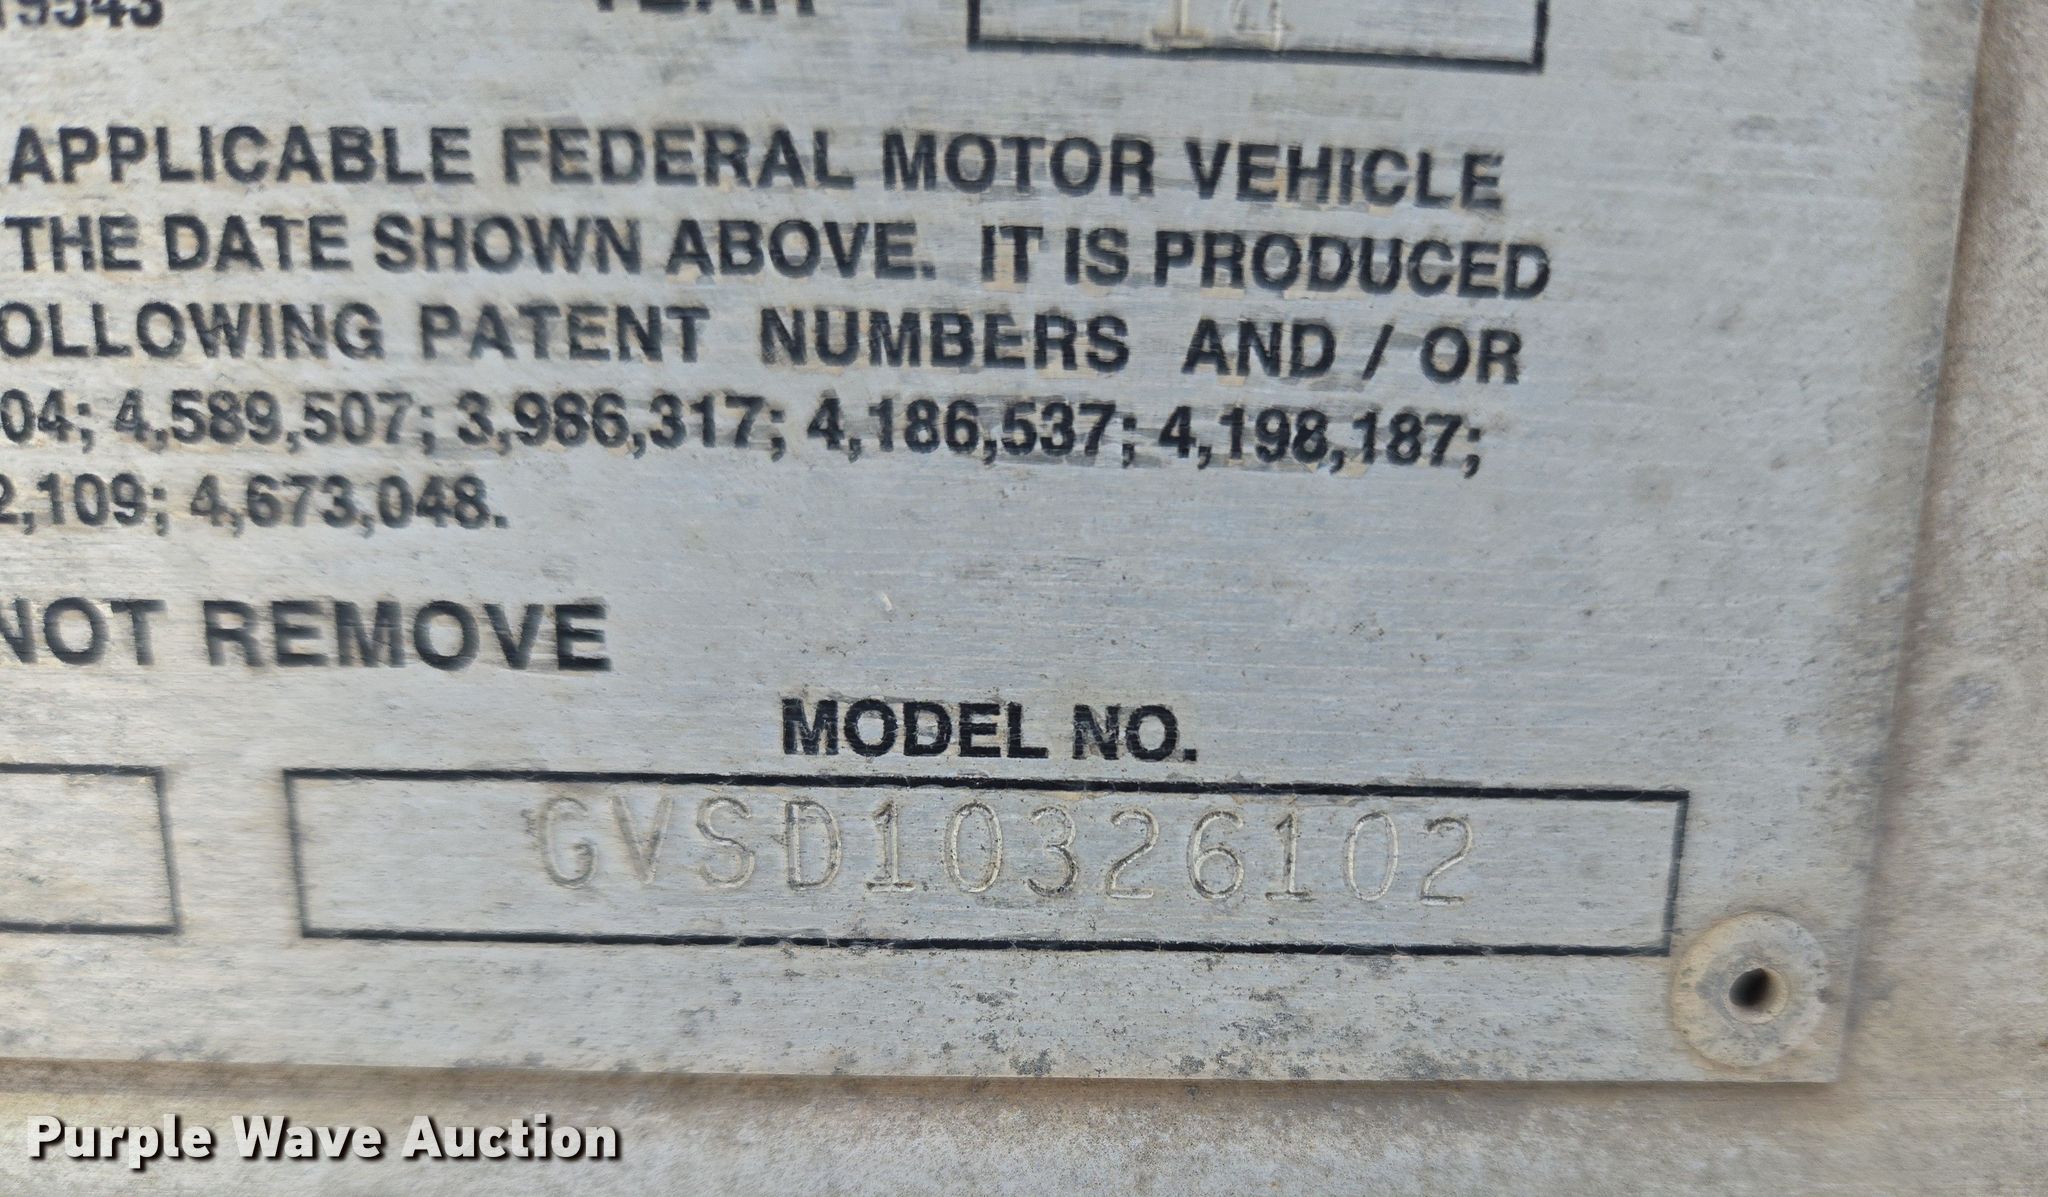 19343 YEAR
APPLICABLE FEDERAL MOTOR VEHICLE
THE DATE SHOWN ABOVE. IT IS PRODUCED
OLLOWING PATENT NUMBERS AND / OR
04; 4,589,507; 3,986,317; 4,186,537; 4,198,187;
2,109; 4,673,048.
NOT REMOVE
MODEL NO.
GVSD10326102
Purple Wave Auction